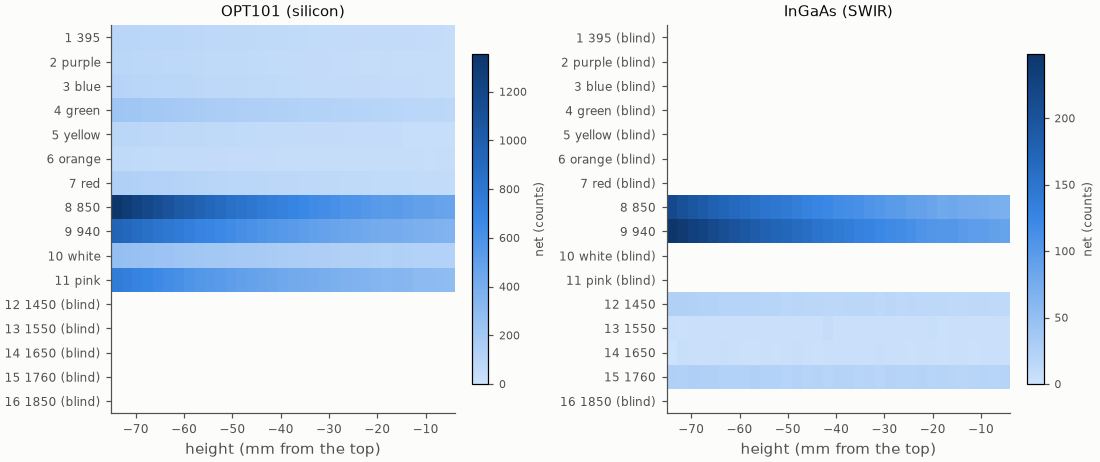 OPT101 (silicon)
1 395
2 purple
3 blue
4 green
5 yellow
6 orange
7 red
8 850
9 940
10 white
11 pink
12 1450 (blind)
13 1550 (blind)
14 1650 (blind)
15 1760 (blind)
16 1850 (blind)
−70 −60 −50 −40 −30 −20 −10
height (mm from the top)
1200
1000
800
600
400
200
0
net (counts)
InGaAs (SWIR)
1 395 (blind)
2 purple (blind)
3 blue (blind)
4 green (blind)
5 yellow (blind)
6 orange (blind)
7 red (blind)
8 850
9 940
10 white (blind)
11 pink (blind)
12 1450
13 1550
14 1650
15 1760
16 1850 (blind)
−70 −60 −50 −40 −30 −20 −10
height (mm from the top)
200
150
100
50
0
net (counts)